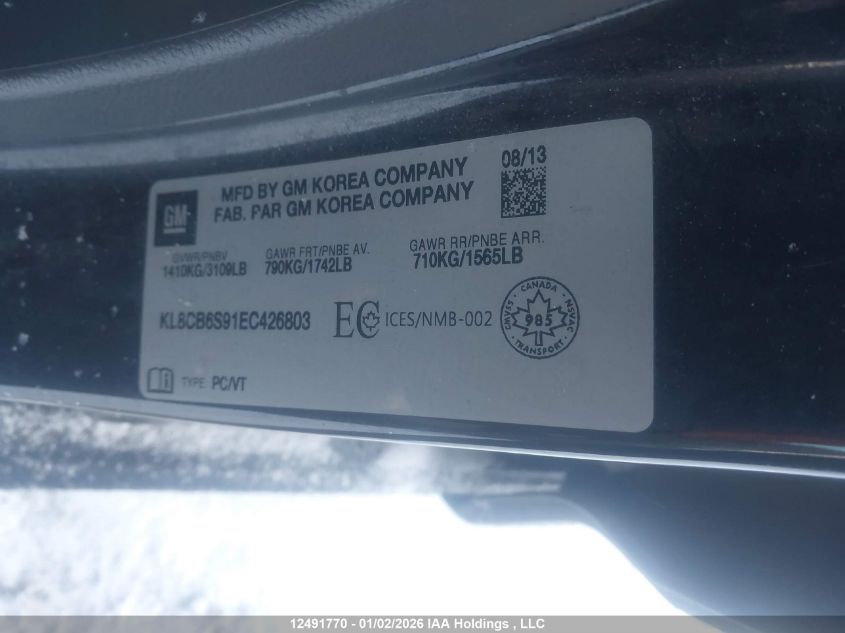 08/13
GM
MFD BY GM KOREA COMPANY
FAB. PAR GM KOREA COMPANY
GVWR/PNBV
1410KG/3109LB
GAWR FRT/PNBE AV.
790KG/1742LB
GAWR RR/PNBE ARR.
710KG/1565LB
KL8CB6S91EC426803
ICES/NMB-002
CANADA
CMVSS
985
NSVAC
TRANSPORT
TYPE: PC/VT
12491770 - 01/02/2026 IAA Holdings , LLC